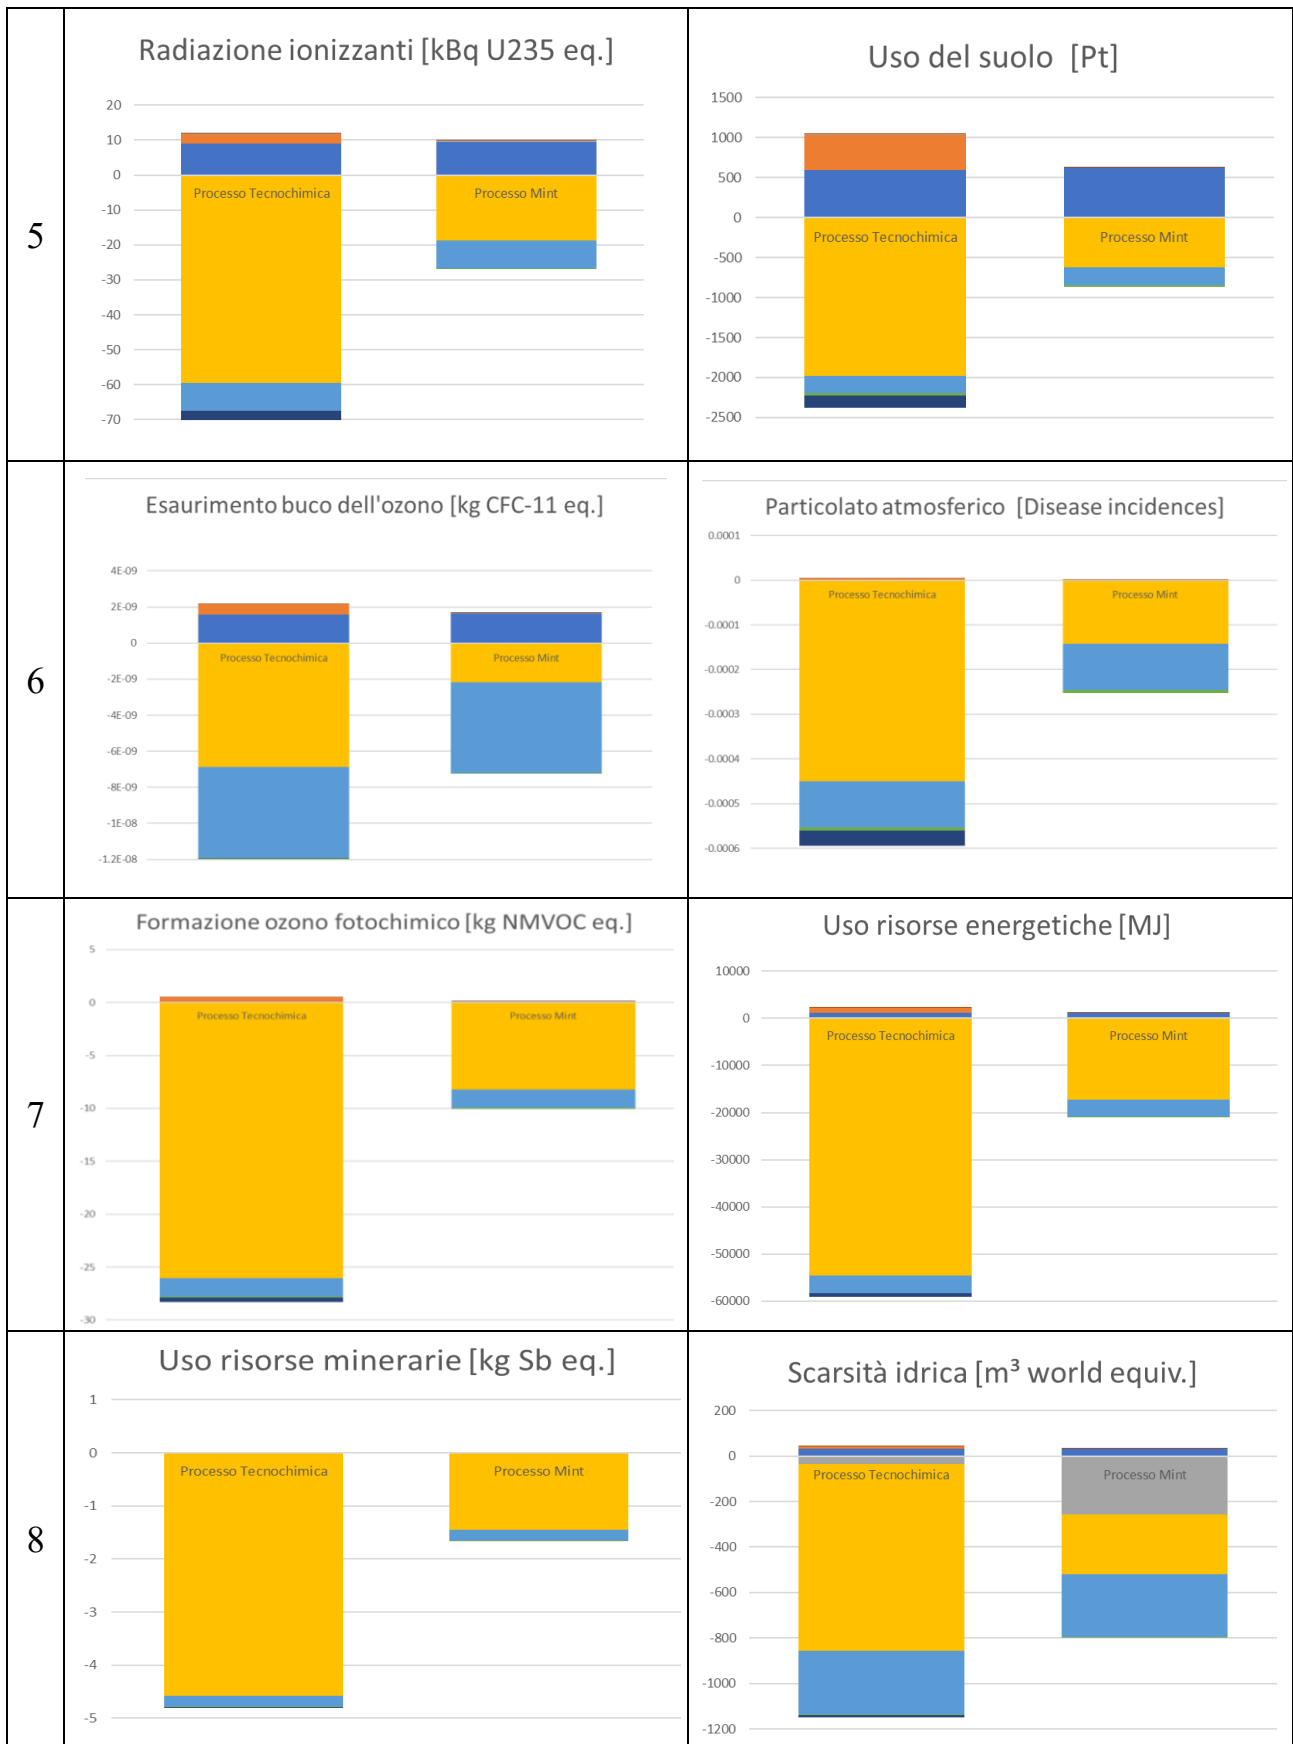 5
Radiazione ionizzanti [kBq U235 eq.]
20
10
0
-10
-20
-30
-40
-50
-60
-70
Processo Tecnochimica
Processo Mint
Uso del suolo [Pt]
1500
1000
500
0
-500
-1000
-1500
-2000
-2500
Processo Tecnochimica
Processo Mint
6
Esaurimento buco dell'ozono [kg CFC-11 eq.]
4E-09
2E-09
0
-2E-09
-4E-09
-6E-09
-8E-09
-1E-08
-1.2E-08
Processo Tecnochimica
Processo Mint
Particolato atmosferico [Disease incidences]
0.0001
0
-0.0001
-0.0002
-0.0003
-0.0004
-0.0005
-0.0006
Processo Tecnochimica
Processo Mint
7
Formazione ozono fotochimico [kg NMVOC eq.]
5
0
-5
-10
-15
-20
-25
-30
Processo Tecnochimica
Processo Mint
Uso risorse energetiche [MJ]
10000
0
-10000
-20000
-30000
-40000
-50000
-60000
Processo Tecnochimica
Processo Mint
8
Uso risorse minerarie [kg Sb eq.]
1
0
-1
-2
-3
-4
-5
Processo Tecnochimica
Processo Mint
Scarsità idrica [m³ world equiv.]
200
0
-200
-400
-600
-800
-1000
-1200
Processo Tecnochimica
Processo Mint